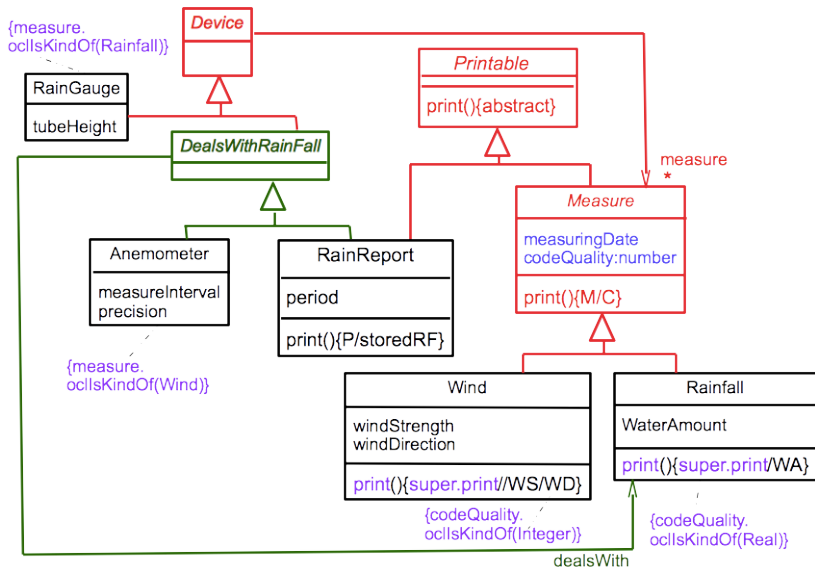 Device
{measure.
oclIsKindOf(Rainfall)}
Printable
print(){abstract}
RainGauge
tubeHeight
DealsWithRainFall
measure
*
Measure
measuringDate
codeQuality:number
print(){M/C}
Anemometer
measureInterval
precision
RainReport
period
print(){P/storedRF}
{measure.
oclIsKindOf(Wind)}
Wind
windStrength
windDirection
print(){super.print//WS/WD}
Rainfall
WaterAmount
print(){super.print/WA}
{codeQuality.
oclIsKindOf(Integer)}
{codeQuality.
oclIsKindOf(Real)}
dealsWith